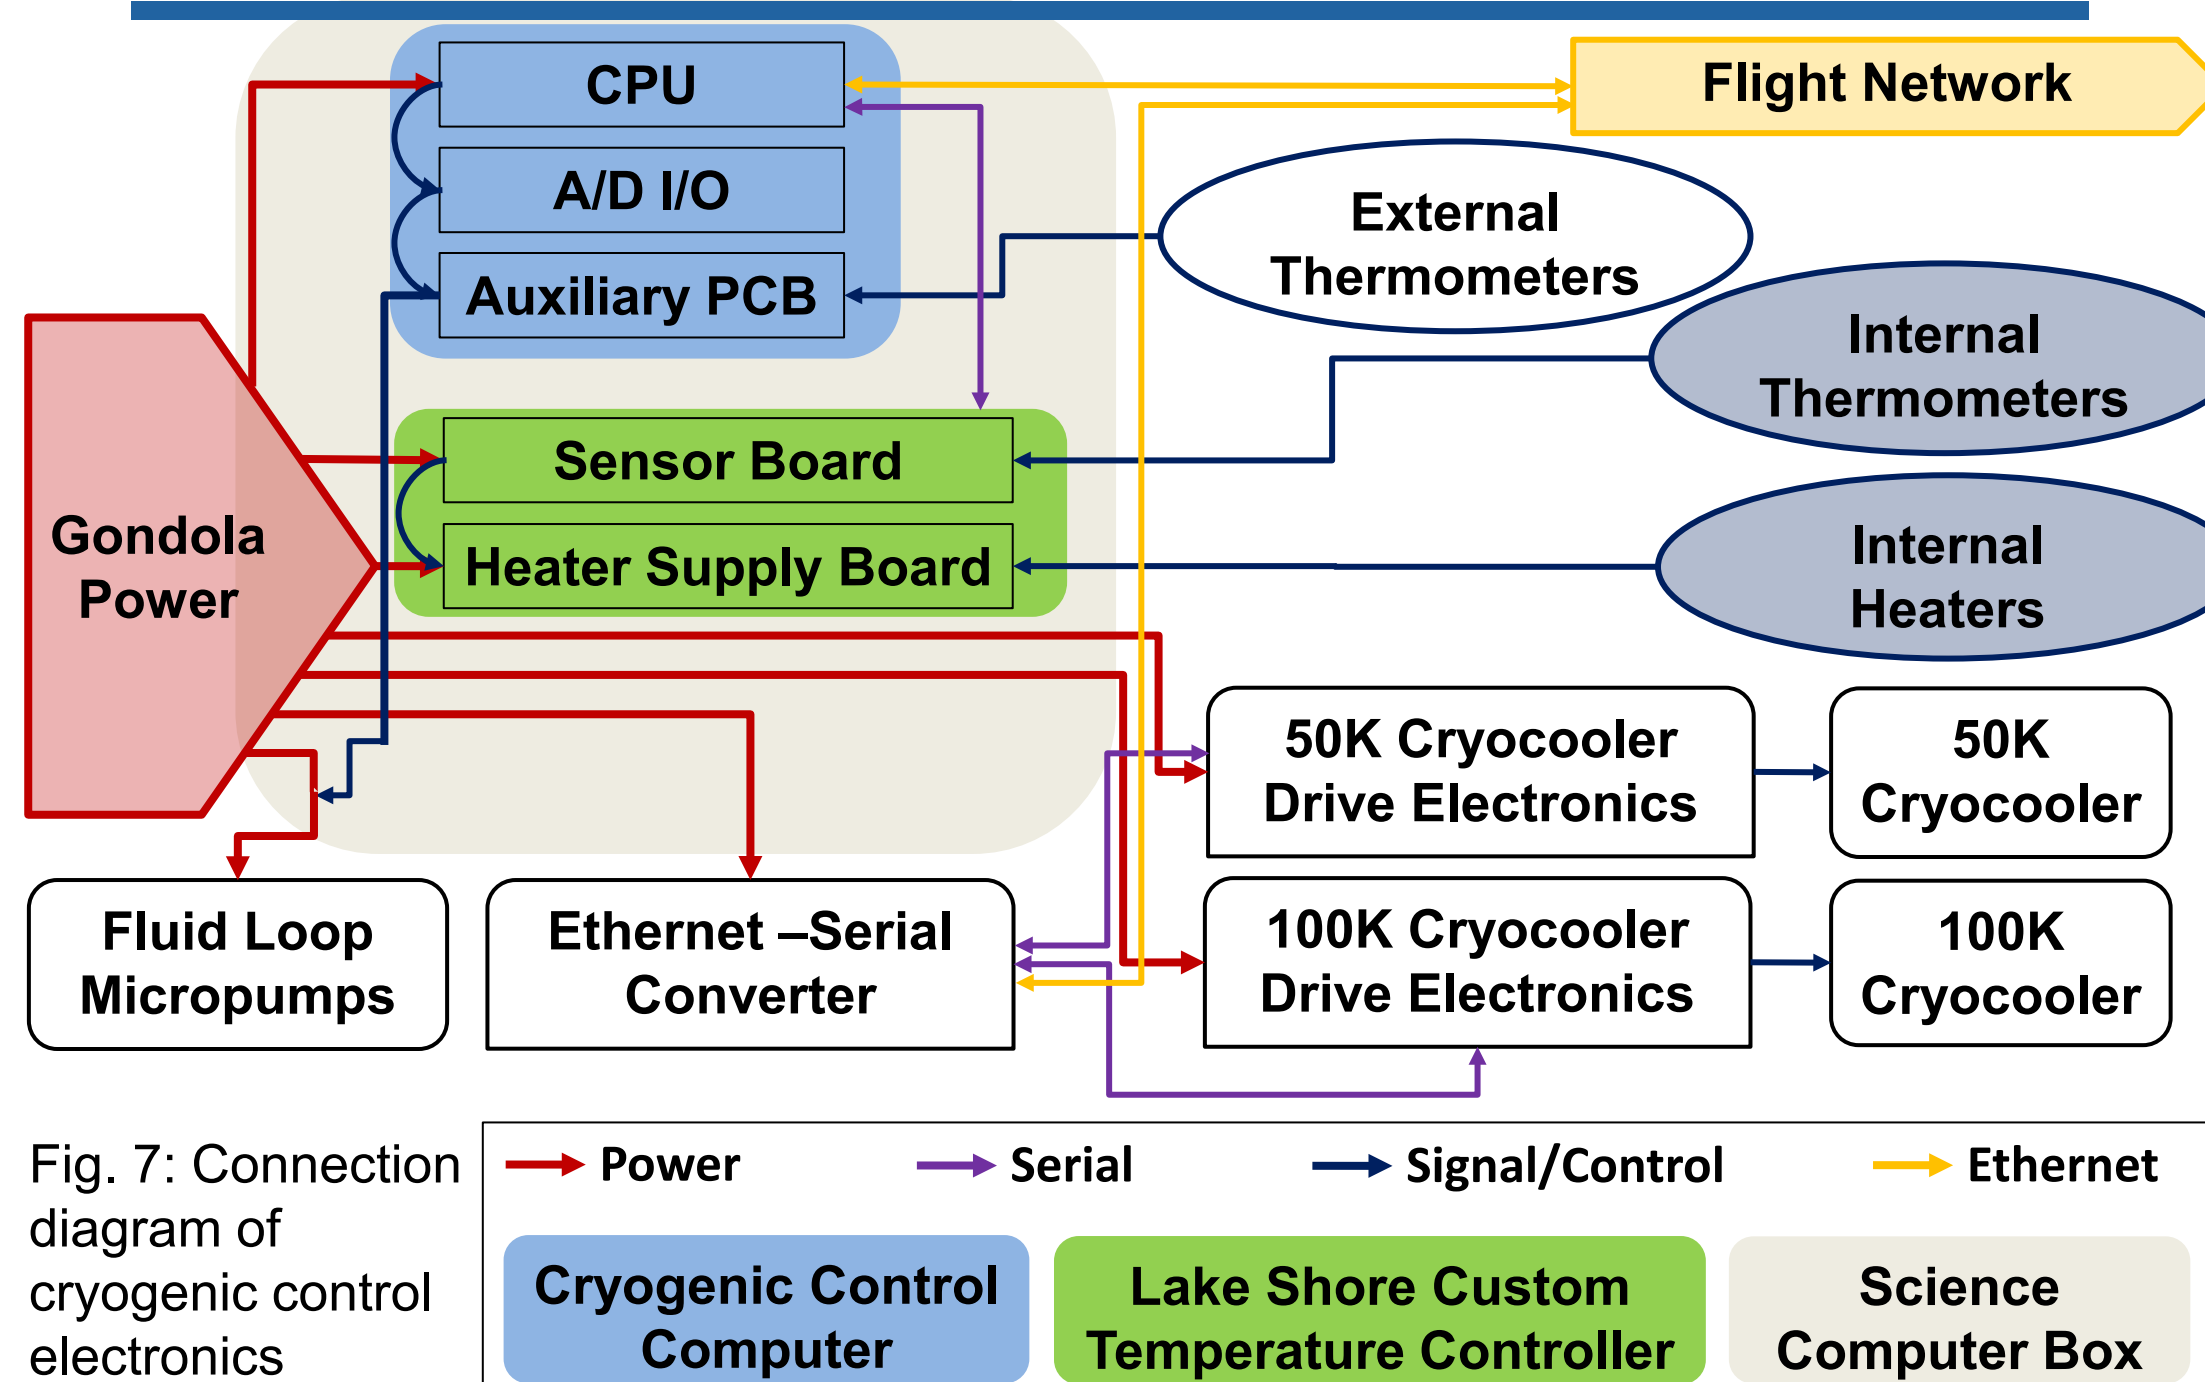 CPU
Flight Network
A/D I/O
External
Thermometers
Auxiliary PCB
Internal
Thermometers
Sensor Board
Gondola
Power
Heater Supply Board
Internal
Heaters
50K Cryocooler
Drive Electronics
50K
Cryocooler
Fluid Loop
Micropumps
Ethernet –Serial
Converter
100K Cryocooler
Drive Electronics
100K
Cryocooler
Fig. 7: Connection
diagram of
cryogenic control
electronics
Power
Serial
Signal/Control
Ethernet
Cryogenic Control
Computer
Lake Shore Custom
Temperature Controller
Science
Computer Box